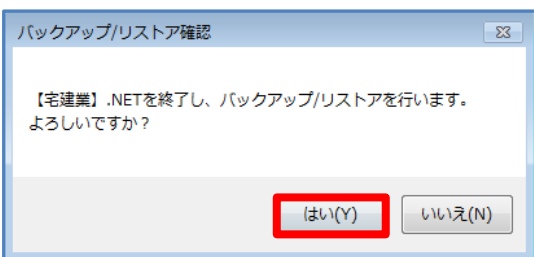 バックアップ/リストア確認
【宅建業】.NETを終了し、バックアップ/リストアを行います。
よろしいですか?
はい(Y)
いいえ(N)